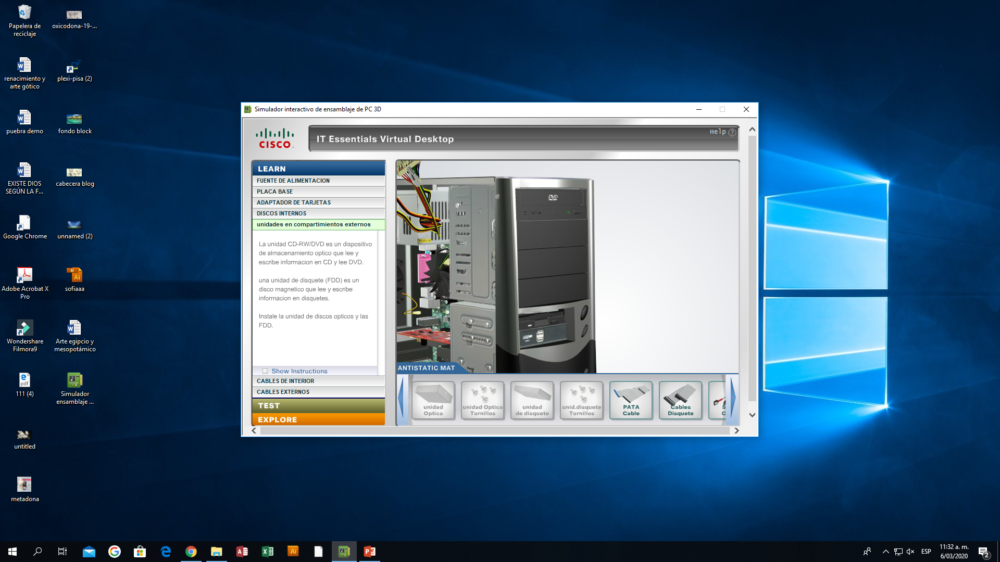 Papelera de
reciclaje
oxicodona-19-...
renacimiento y
arte gótico
plexi-pisa (2)
puebra demo
fondo block
EXISTE DIOS
SEGÚN LA F...
cabecera blog
Google Chrome
unnamed (2)
Adobe Acrobat X
Pro
sofiaaa
Wondershare
Filmora9
Arte egipcio y
mesopotámico
111 (4)
Simulador
ensamblaje ...
untitled
metadona
Simulador interactivo de ensamblaje de PC 3D
CISCO
IT Essentials Virtual Desktop
Help ?
LEARN
FUENTE DE ALIMENTACION
PLACA BASE
ADAPTADOR DE TARJETAS
DISCOS INTERNOS
unidades en compartimientos externos
La unidad CD-RW/DVD es un dispositivo
de almacenamiento optico que lee y
escribe informacion en CD y lee DVD.
una unidad de disquete (FDD) es un
disco magnetico que lee y escribe
informacion en disquetes.
Instale la unidad de discos opticos y las
FDD.
Show Instructions
CABLES DE INTERIOR
CABLES EXTERNOS
TEST
EXPLORE
DVD
ANTISTATIC MAT
unidad
Optica
unidad Optica
Tornillos
unidad
de disquete
unid.disquete
Tornillos
PATA
Cable
Cables
Disquete
S
C
ESP
11:32 a. m.
6/03/2020
2